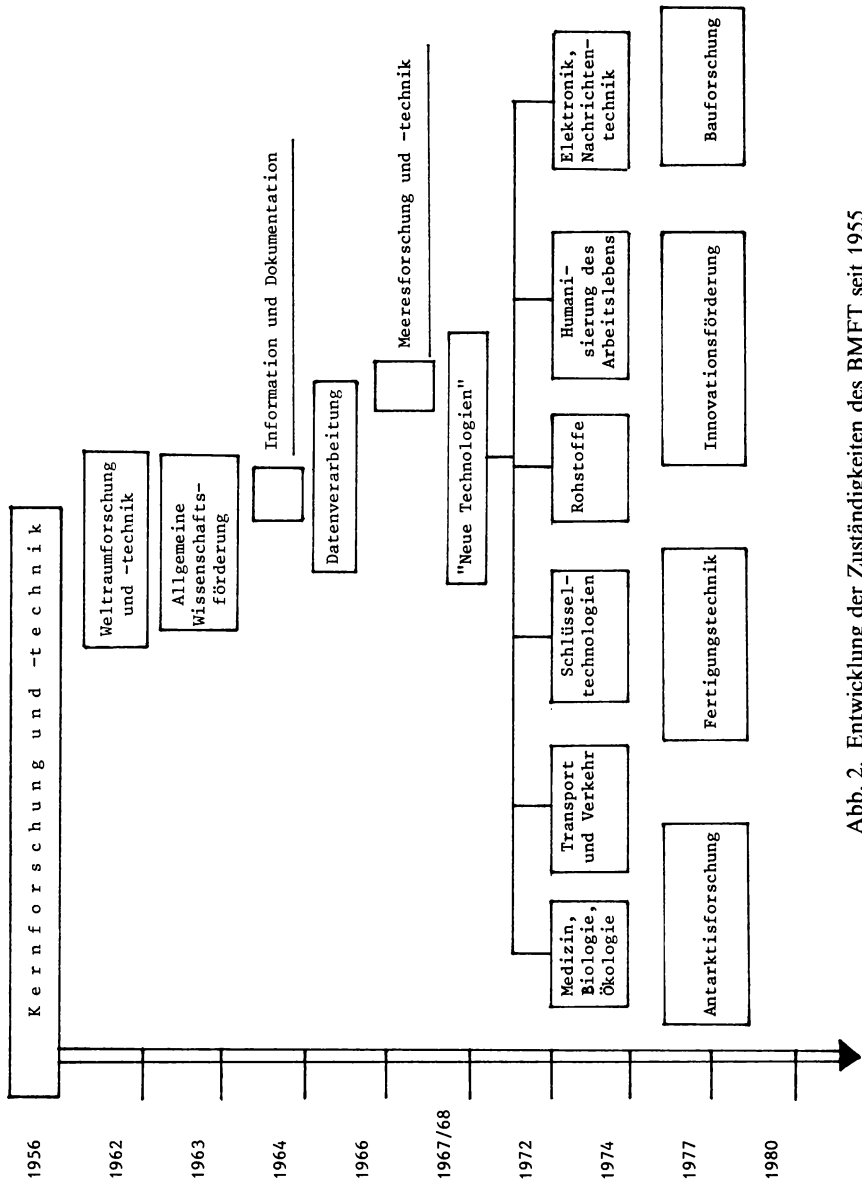 1956
K e r n f o r s c h u n g  u n d  - t e c h n i k
1962
Weltraumforschung
und -technik
1963
Allgemeine
Wissenschafts-
förderung
1964
Information und Dokumentation
1966
Datenverarbeitung
1967/68
Meeresforschung und -technik
1972
"Neue Technologien"
1974
Medizin,
Biologie,
Ökologie
Transport
und Verkehr
Schlüssel-
technologien
Rohstoffe
Humani-
sierung des
Arbeitslebens
Elektronik,
Nachrichten-
technik
1977
Antarktisforschung
Fertigungstechnik
Innovationsförderung
Bauforschung
1980
Abb. 2. Entwicklung der Zuständigkeiten des BMFT seit 1955